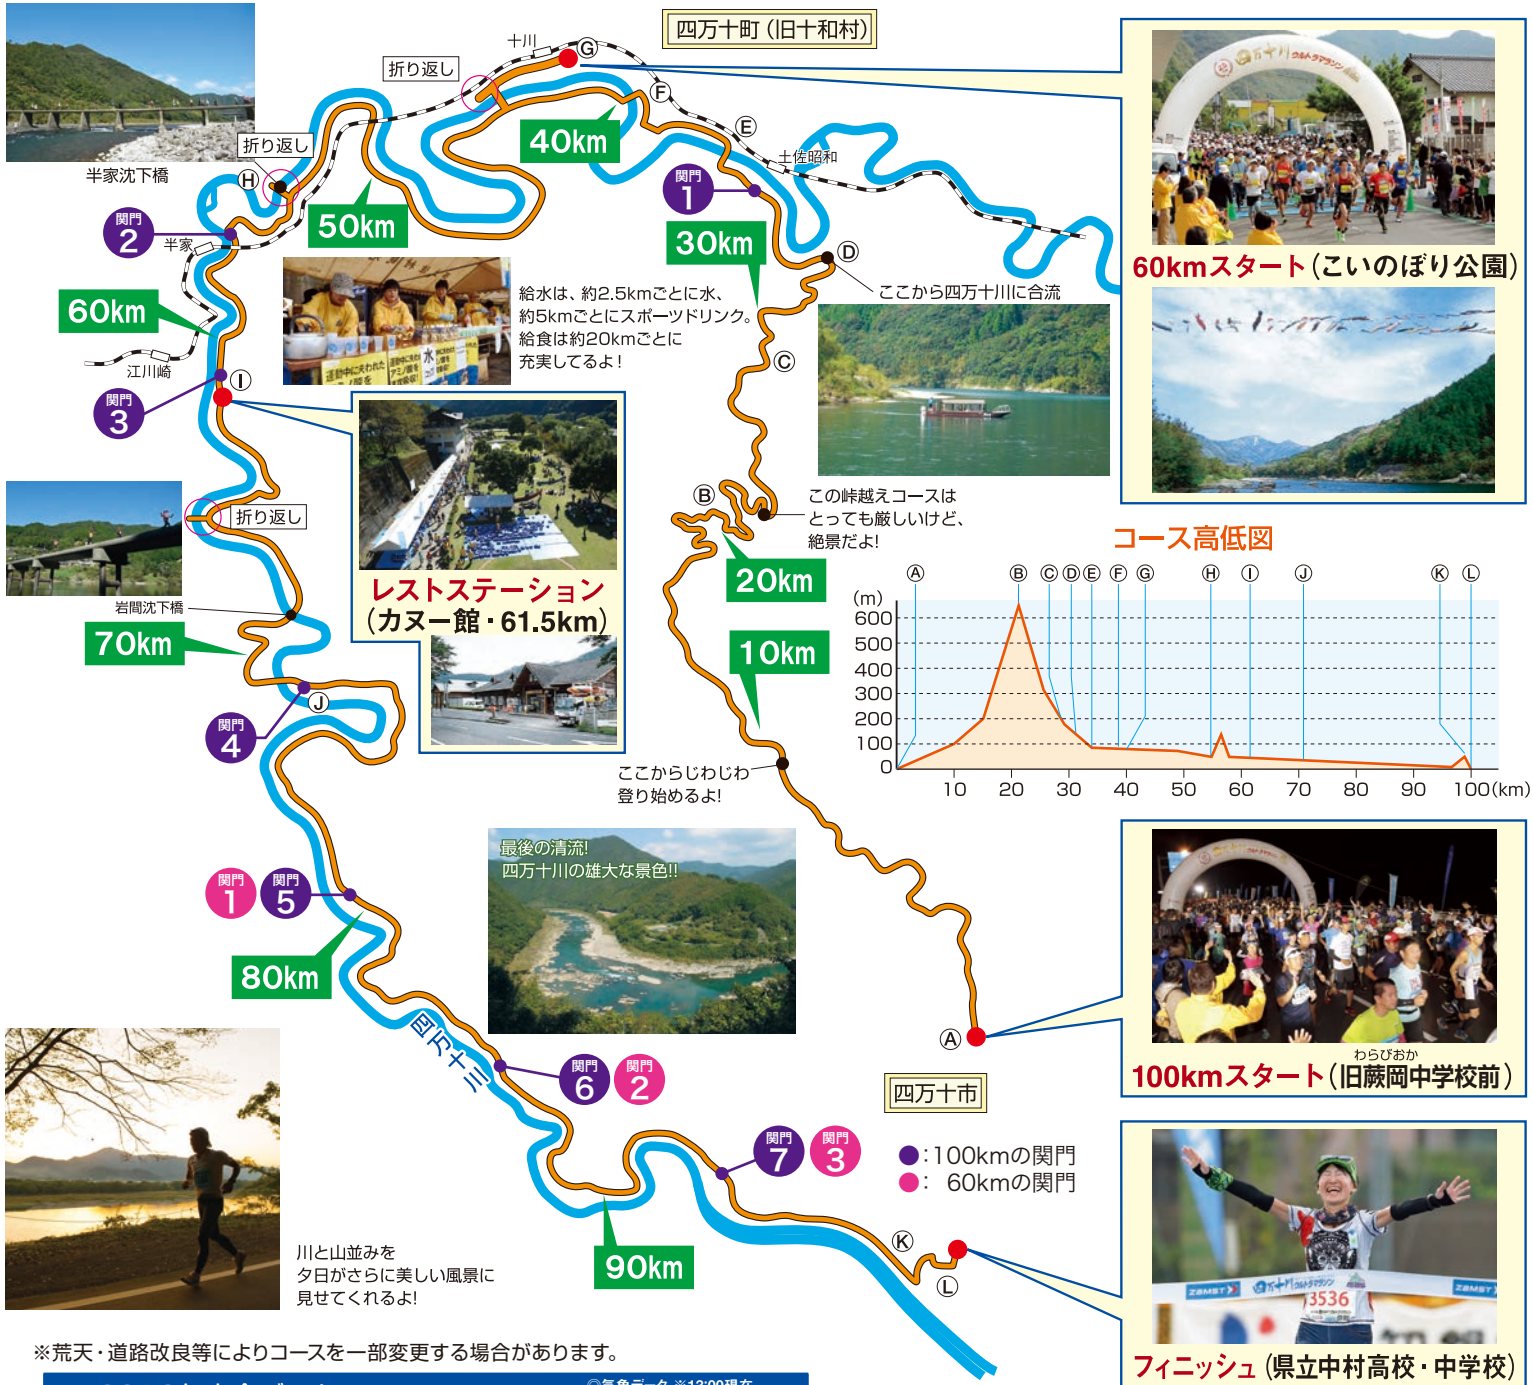 四万十町(旧十和村)
十川
G
折り返し
F
40km
E
土佐昭和
折り返し
H
半家沈下橋
50km
関門
1
関門
2
半家
30km
D
ここから四万十川に合流
60kmスタート(こいのぼり公園)
60km
江川崎
給水は、約2.5kmごとに水、
約5kmごとにスポーツドリンク。
給食は約20kmごとに
充実してるよ!
水
C
I
関門
3
折り返し
B
この峠越えコースは
とっても厳しいけど、
絶景だよ!
20km
レストステーション
(カヌー館・61.5km)
岩間沈下橋
70km
10km
J
関門
4
ここからじわじわ
登り始めるよ!
コース高低図
A B C D E F G H I J K L
(m)
600
500
400
300
200
100
0
10 20 30 40 50 60 70 80 90 100(km)
最後の清流!
四万十川の雄大な景色!!
関門
1
関門
5
80km
四万十川
A
わらびおか
100kmスタート(旧蕨岡中学校前)
四万十市
関門
6
関門
2
関門
7
関門
3
●:100kmの関門
●: 60kmの関門
90km
K
L
川と山並みを
夕日がさらに美しい風景に
見せてくれるよ!
ZAMST
3536
ZAMST
フィニッシュ(県立中村高校・中学校)
※荒天・道路改良等によりコースを一部変更する場合があります。